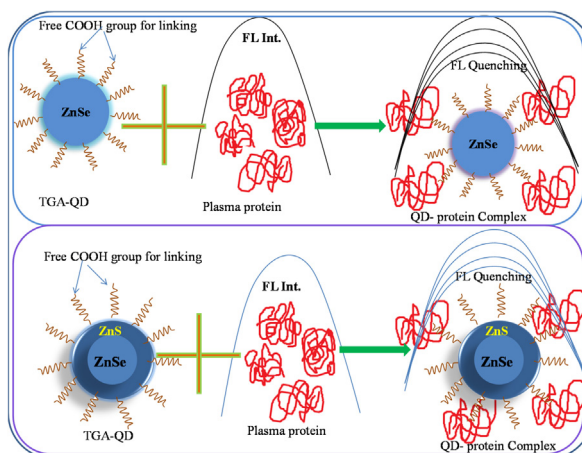 Free COOH group for linking
FL Int.
FL Quenching
ZnSe
ZnSe
TGA-QD
Plasma protein
QD- protein Complex
Free COOH group for linking
FL Int.
FL Quenching
ZnS
ZnSe
ZnS
ZnSe
TGA-QD
Plasma protein
QD- protein Complex